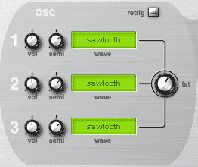 osc retrig
1 sawtooth
vol semi wave
2 sawtooth fat
vol semi wave
3 sawtooth
vol semi wave